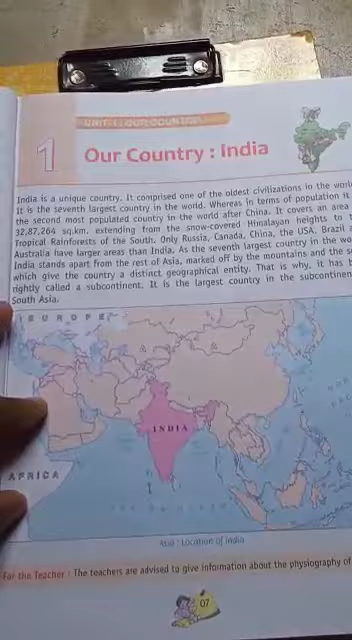 UNIT-I : OUR COUNTRY
1
Our Country : India
India is a unique country. It comprised one of the oldest civilizations in the world
It is the seventh largest country in the world. Whereas in terms of population it
the second most populated country in the world after China. It covers an area
32,87,264 sq.km. extending from the snow-covered Himalayan heights to t
Tropical Rainforests of the South. Only Russia, Canada, China, the USA, Brazil a
Australia have larger areas than India. As the seventh largest country in the wo
India stands apart from the rest of Asia, marked off by the mountains and the s
which give the country a distinct geographical entity. That is why, it has b
rightly called a subcontinent. It is the largest country in the subcontinen
South Asia.
EUROPE
INDIA
AFRICA
Map : Location of India
For the Teacher : The teachers are advised to give information about the physiography of
07